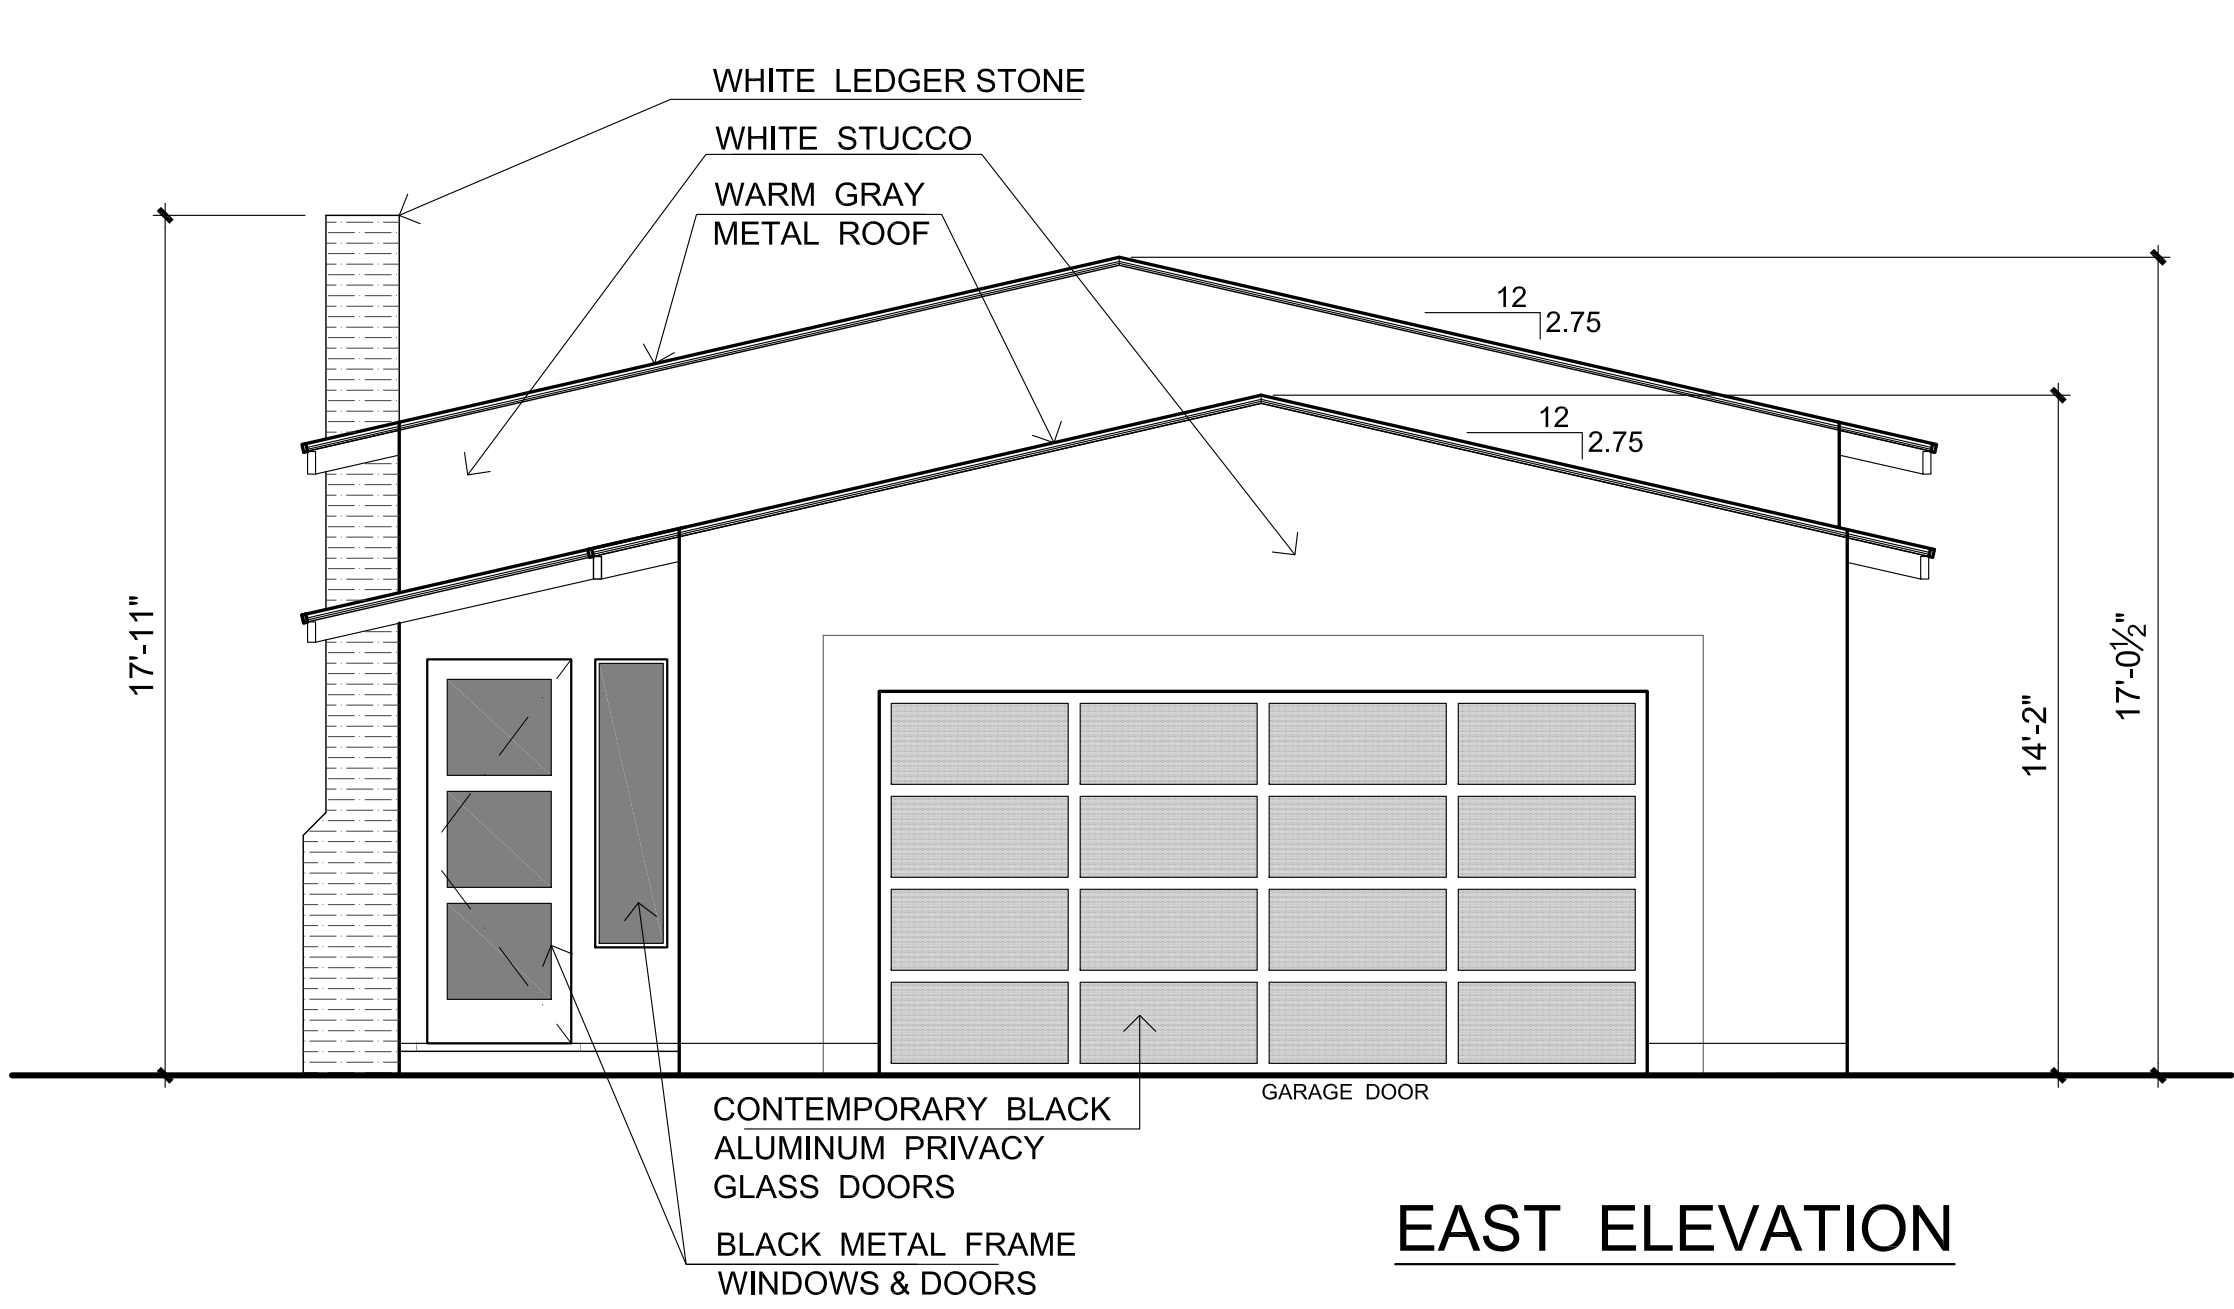 WHITE LEDGER STONE
WHITE STUCCO
WARM GRAY
METAL ROOF
12
2.75
12
2.75
17'-11"
14'-2"
17'-0½"
GARAGE DOOR
CONTEMPORARY BLACK
ALUMINUM PRIVACY
GLASS DOORS
BLACK METAL FRAME
WINDOWS & DOORS
EAST ELEVATION